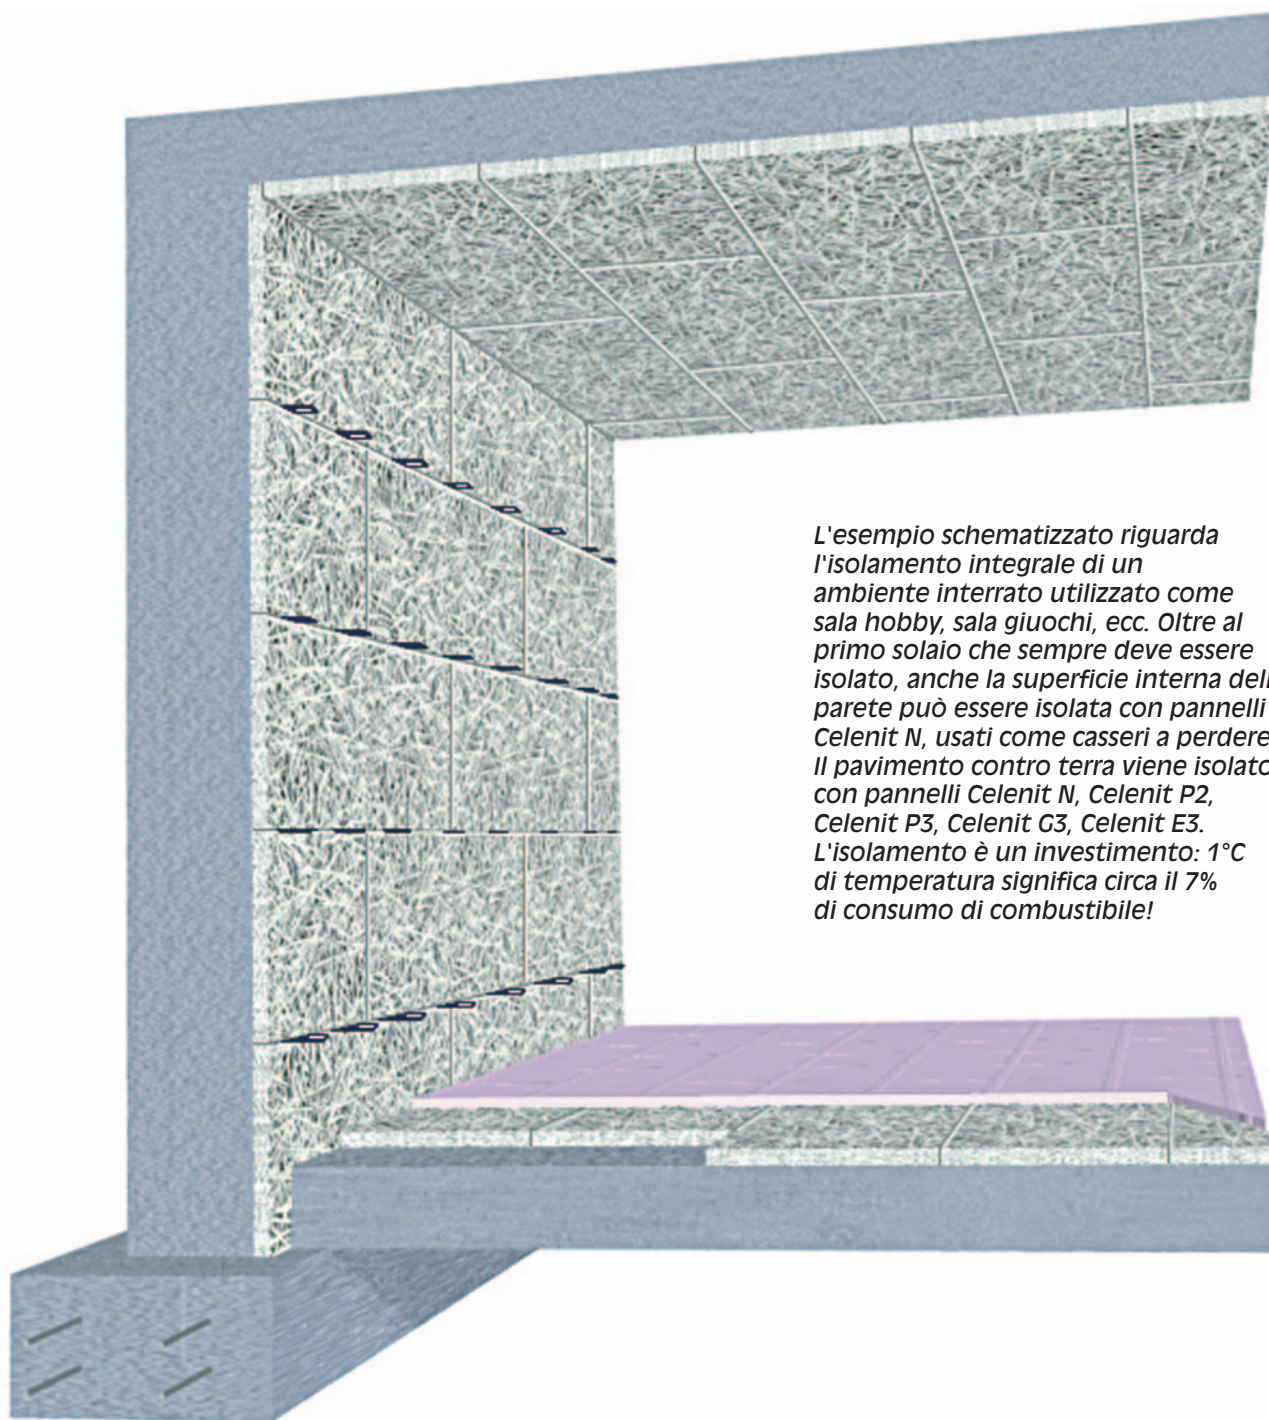 L'esempio schematizzato riguarda
l'isolamento integrale di un
ambiente interrato utilizzato come
sala hobby, sala giuochi, ecc. Oltre al
primo solaio che sempre deve essere
isolato, anche la superficie interna dell
parete può essere isolata con pannelli
Celenit N, usati come casseri a perdere
Il pavimento contro terra viene isolato
con pannelli Celenit N, Celenit P2,
Celenit P3, Celenit G3, Celenit E3.
L'isolamento è un investimento: 1°C
di temperatura significa circa il 7%
di consumo di combustibile!